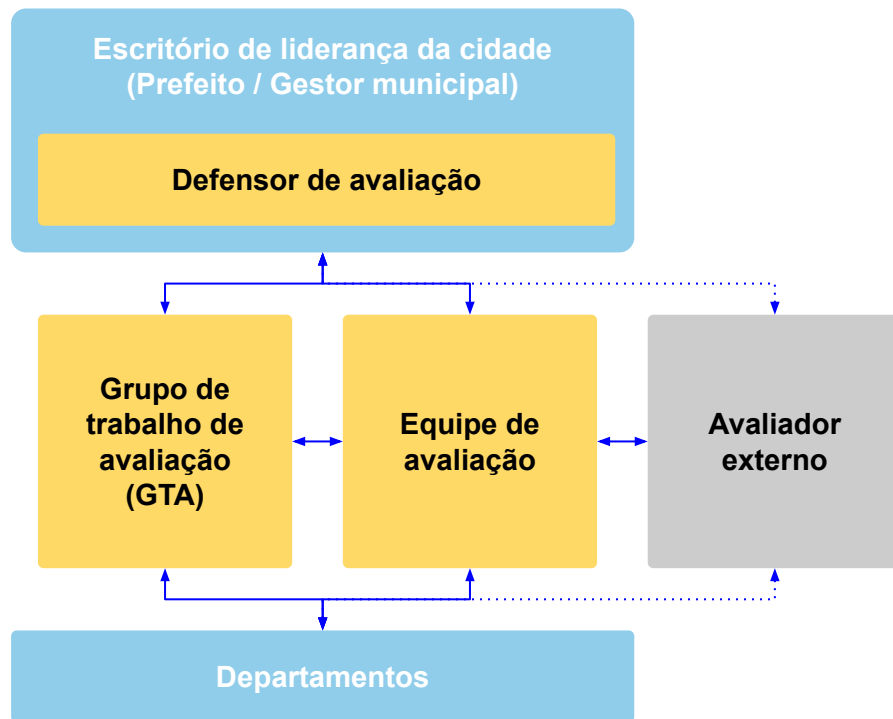 Escritório de liderança da cidade
(Prefeito / Gestor municipal)
Defensor de avaliação
Grupo de
trabalho de
avaliação
(GTA)
Equipe de
avaliação
Avaliador
externo
Departamentos